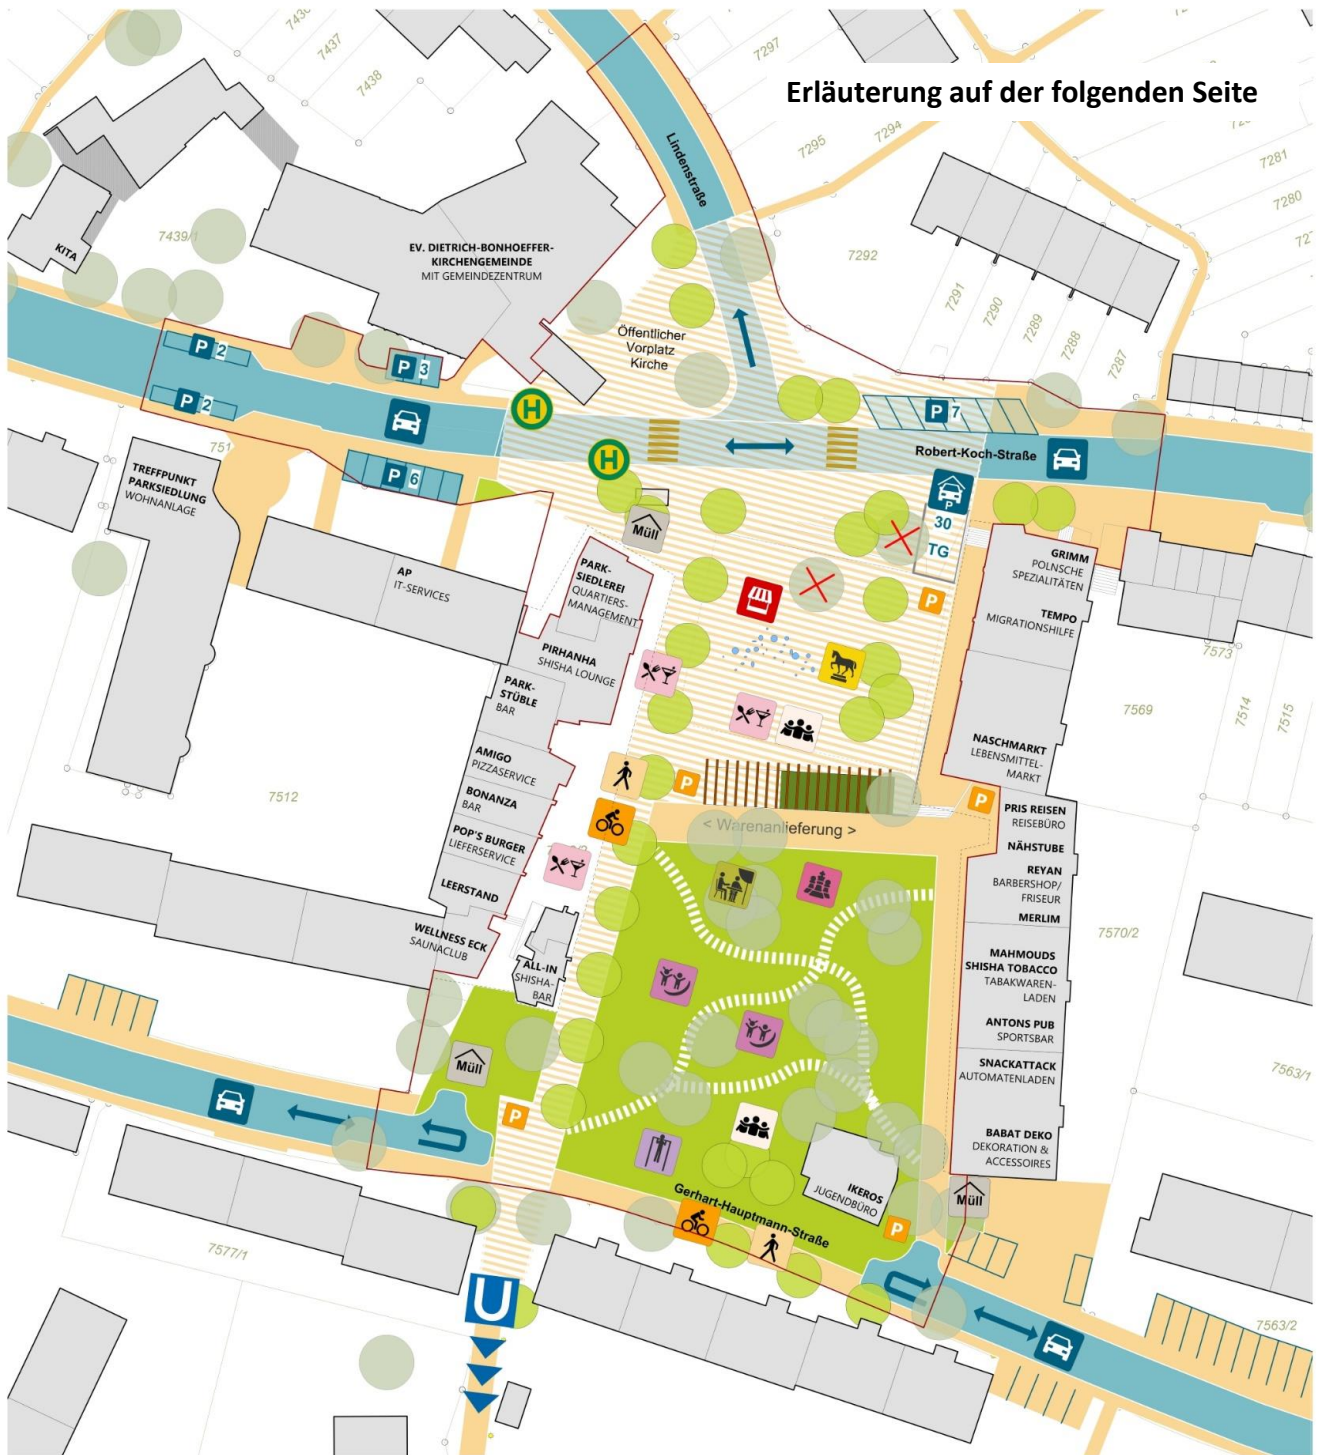 Erläuterung auf der folgenden Seite
7437
7438
7297
7295
7294
7281
7280
Lindenstraße
KITA
7439/1
EV. DIETRICH-BONHOEFFER-
KIRCHENGEMEINDE
MIT GEMEINDEZENTRUM
7292
7291
7290
7289
7288
7287
Öffentlicher
Vorplatz
Kirche
P 2
P 3
P 2
H
H
P 7
Robert-Koch-Straße
751
P 6
TREFFPUNKT
PARKSIEDLUNG
WOHNANLAGE
Müll
P
30
TG
AP
IT-SERVICES
PARK-
SIEDLEREI
QUARTIERS-
MANAGEMENT
GRIMM
POLNSCHE
SPEZIALITÄTEN
TEMPO
MIGRATIONSHILFE
P
PIRHANHA
SHISHA LOUNGE
7573
PARK-
STÜBLE
BAR
7569
7514
7515
AMIGO
PIZZASERVICE
NASCHMARKT
LEBENSMITTEL-
MARKT
P
P
7512
BONANZA
BAR
PRIS REISEN
REISEBÜRO
POP'S BURGER
LIEFERSERVICE
< Warenanlieferung >
NÄHSTUBE
REYAN
BARBERSHOP/
FRISEUR
LEERSTAND
MERLIM
WELLNESS ECK
SAUNACLUB
7570/2
ALL-IN
SHISHA-
BAR
MAHMOUDS
SHISHA TOBACCO
TABAKWAREN-
LADEN
ANTONS PUB
SPORTSBAR
Müll
SNACKATTACK
AUTOMATENLADEN
7563/1
P
BABAT DEKO
DEKORATION &
ACCESSOIRES
IKEROS
JUGENDBÜRO
Müll
Gerhart-Hauptmann-Straße
P
7577/1
U
7563/2